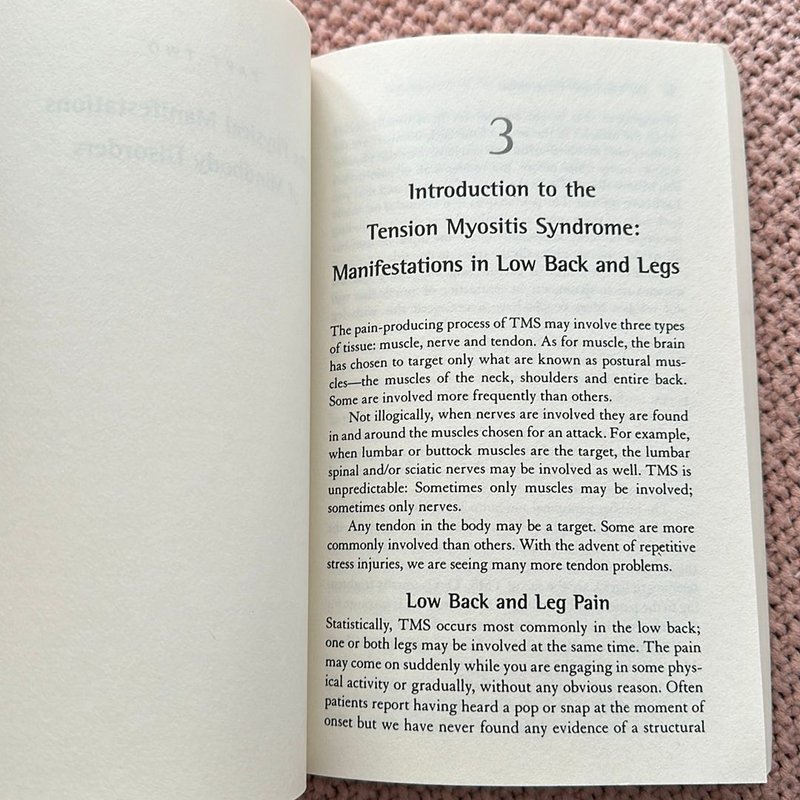 3
Introduction to the
Tension Myositis Syndrome:
Manifestations in Low Back and Legs
The pain-producing process of TMS may involve three types
of tissue: muscle, nerve and tendon. As for muscle, the brain
has chosen to target only what are known as postural mus-
cles—the muscles of the neck, shoulders and entire back.
Some are involved more frequently than others.
Not illogically, when nerves are involved they are found
in and around the muscles chosen for an attack. For example,
when lumbar or buttock muscles are the target, the lumbar
spinal and/or sciatic nerves may be involved as well. TMS is
unpredictable: Sometimes only muscles may be involved;
sometimes only nerves.
Any tendon in the body may be a target. Some are more
commonly involved than others. With the advent of repetitive
stress injuries, we are seeing many more tendon problems.
Low Back and Leg Pain
Statistically, TMS occurs most commonly in the low back;
one or both legs may be involved at the same time. The pain
may come on suddenly while you are engaging in some phys-
ical activity or gradually, without any obvious reason. Often
patients report having heard a pop or snap at the moment of
onset but we have never found any evidence of a structural